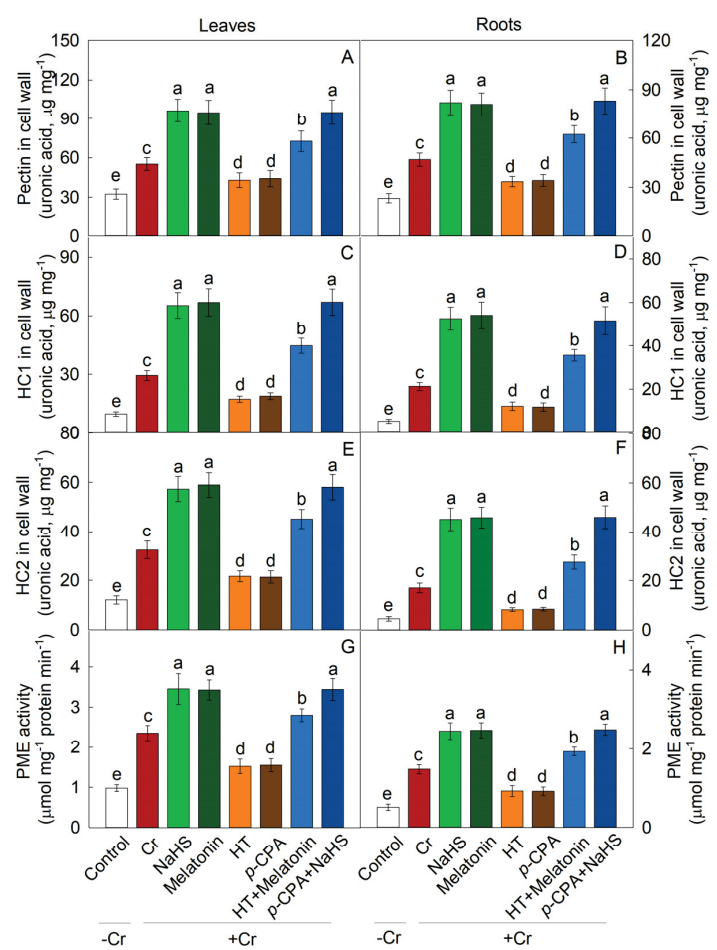 Leaves Roots
150 A B 120
120 90
90 60
60 30
30 0
0
Pectin in cell wall
(uronic acid, µg mg-1)
Pectin in cell wall
(uronic acid, µg mg-1)
e c a a d d b a
e c a a d d b a
90 C D 80
60 60
30 40
20
80 0
HC1 in cell wall
(uronic acid, µg mg-1)
HC1 in cell wall
(uronic acid, µg mg-1)
e c a a d d b a
e c a a d d b a
60 E F 60
40 40
20 20
0 0
HC2 in cell wall
(uronic acid, µg mg-1)
HC2 in cell wall
(uronic acid, µg mg-1)
e c a a d d b a
e c a a d d b a
4 G H 4
3
2 2
1
0 0
PME activity
(µmol mg-1 protein min-1)
PME activity
(µmol mg-1 protein min-1)
e c a a d d b a
e c a a d d b a
Control Cr NaHS Melatonin HT p-CPA HT+Melatonin p-CPA+NaHS
Control Cr NaHS Melatonin HT p-CPA HT+Melatonin p-CPA+NaHS
-Cr +Cr -Cr +Cr